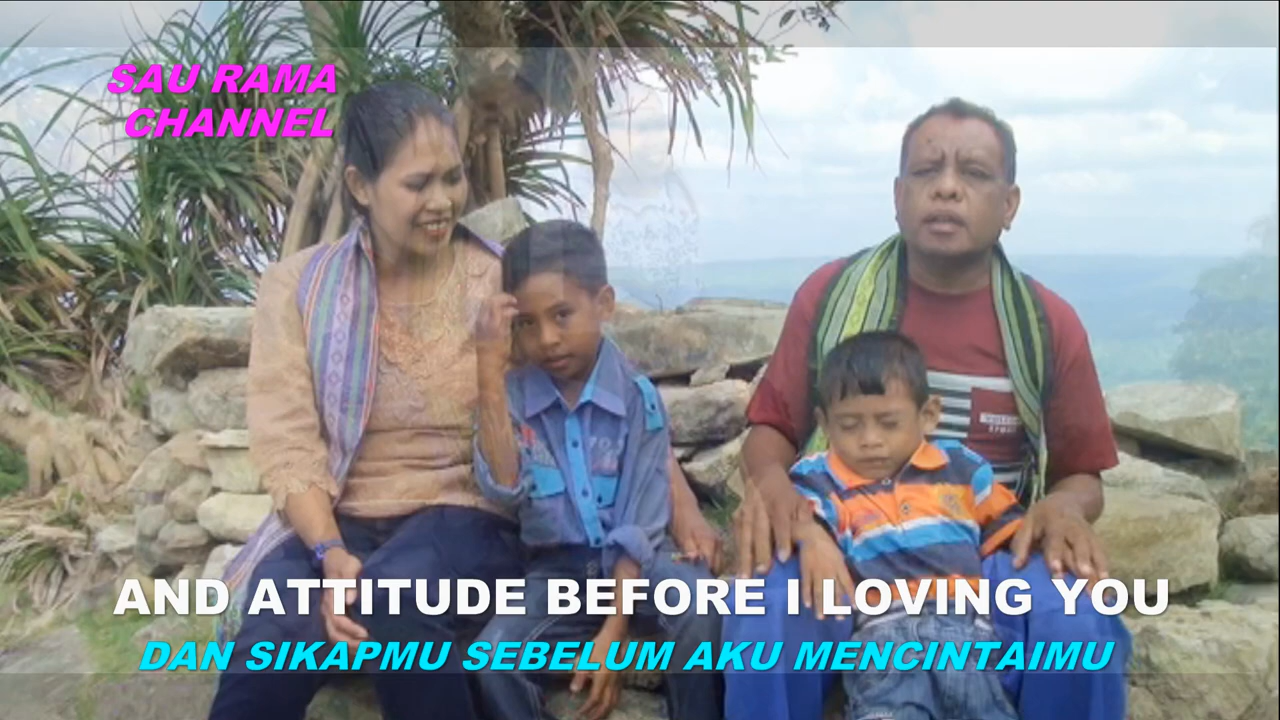 SAU RAMA
CHANNEL
AND ATTITUDE BEFORE I LOVING YOU
DAN SIKAPMU SEBELUM AKU MENCINTAIMU